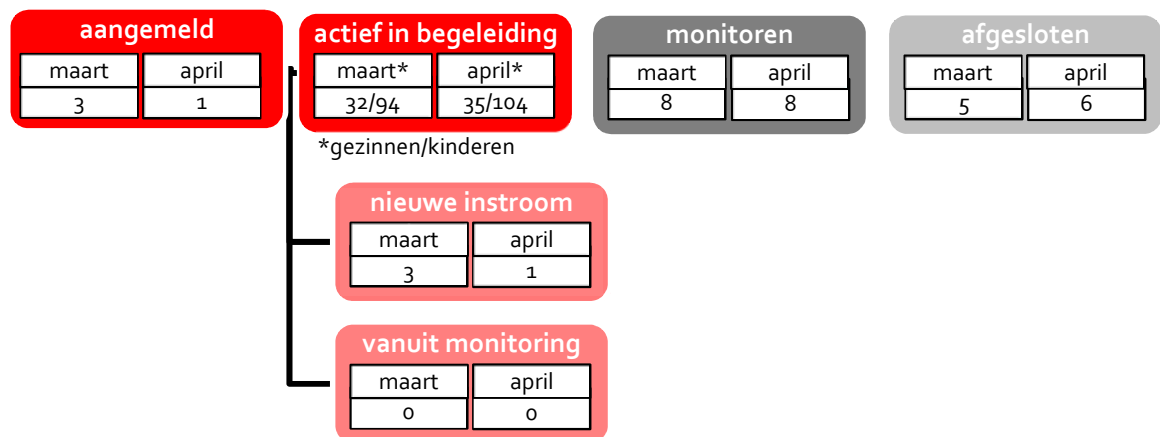 aangemeld
maart april
3 1
actief in begeleiding
maart* april*
32/94 35/104
*gezinnen/kinderen
monitoren
maart april
8 8
afgesloten
maart april
5 6
nieuwe instroom
maart april
3 1
vanuit monitoring
maart april
0 0